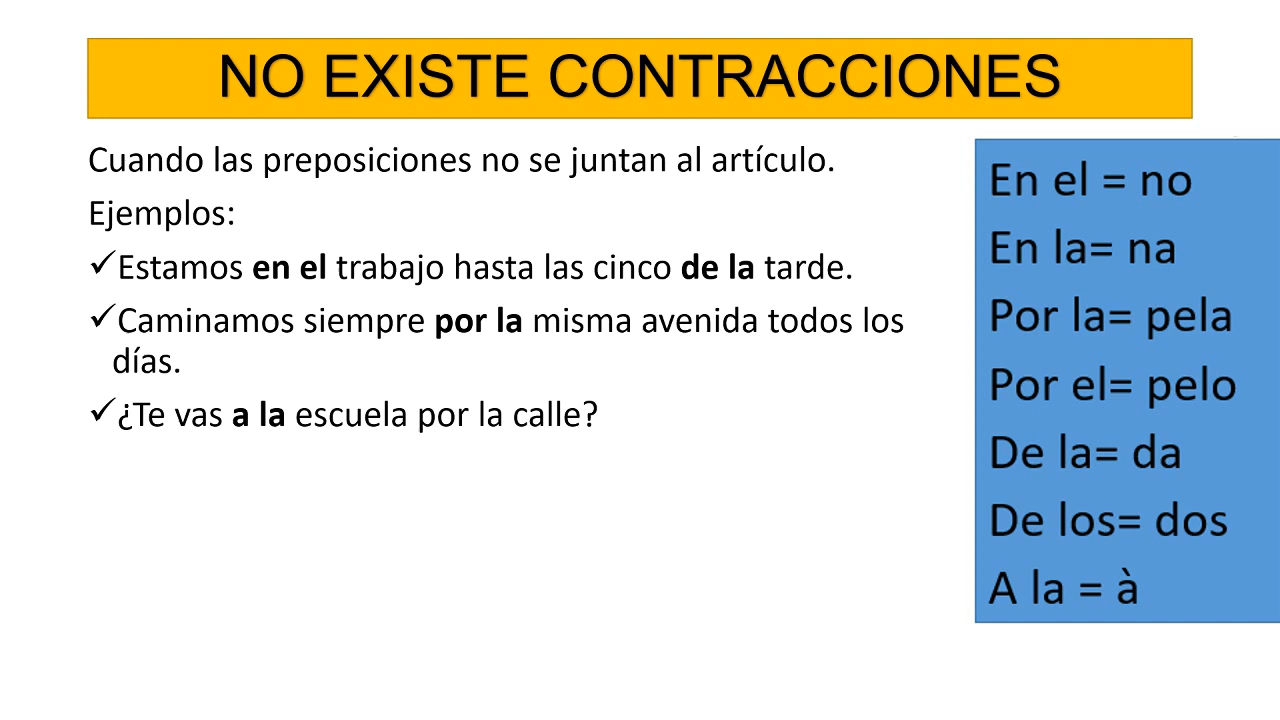 NO EXISTE CONTRACCIONES
Cuando las preposiciones no se juntan al artículo.
Ejemplos:
✓Estamos en el trabajo hasta las cinco de la tarde.
✓Caminamos siempre por la misma avenida todos los
días.
✓¿Te vas a la escuela por la calle?
En el = no
En la= na
Por la= pela
Por el= pelo
De la= da
De los= dos
A la = à